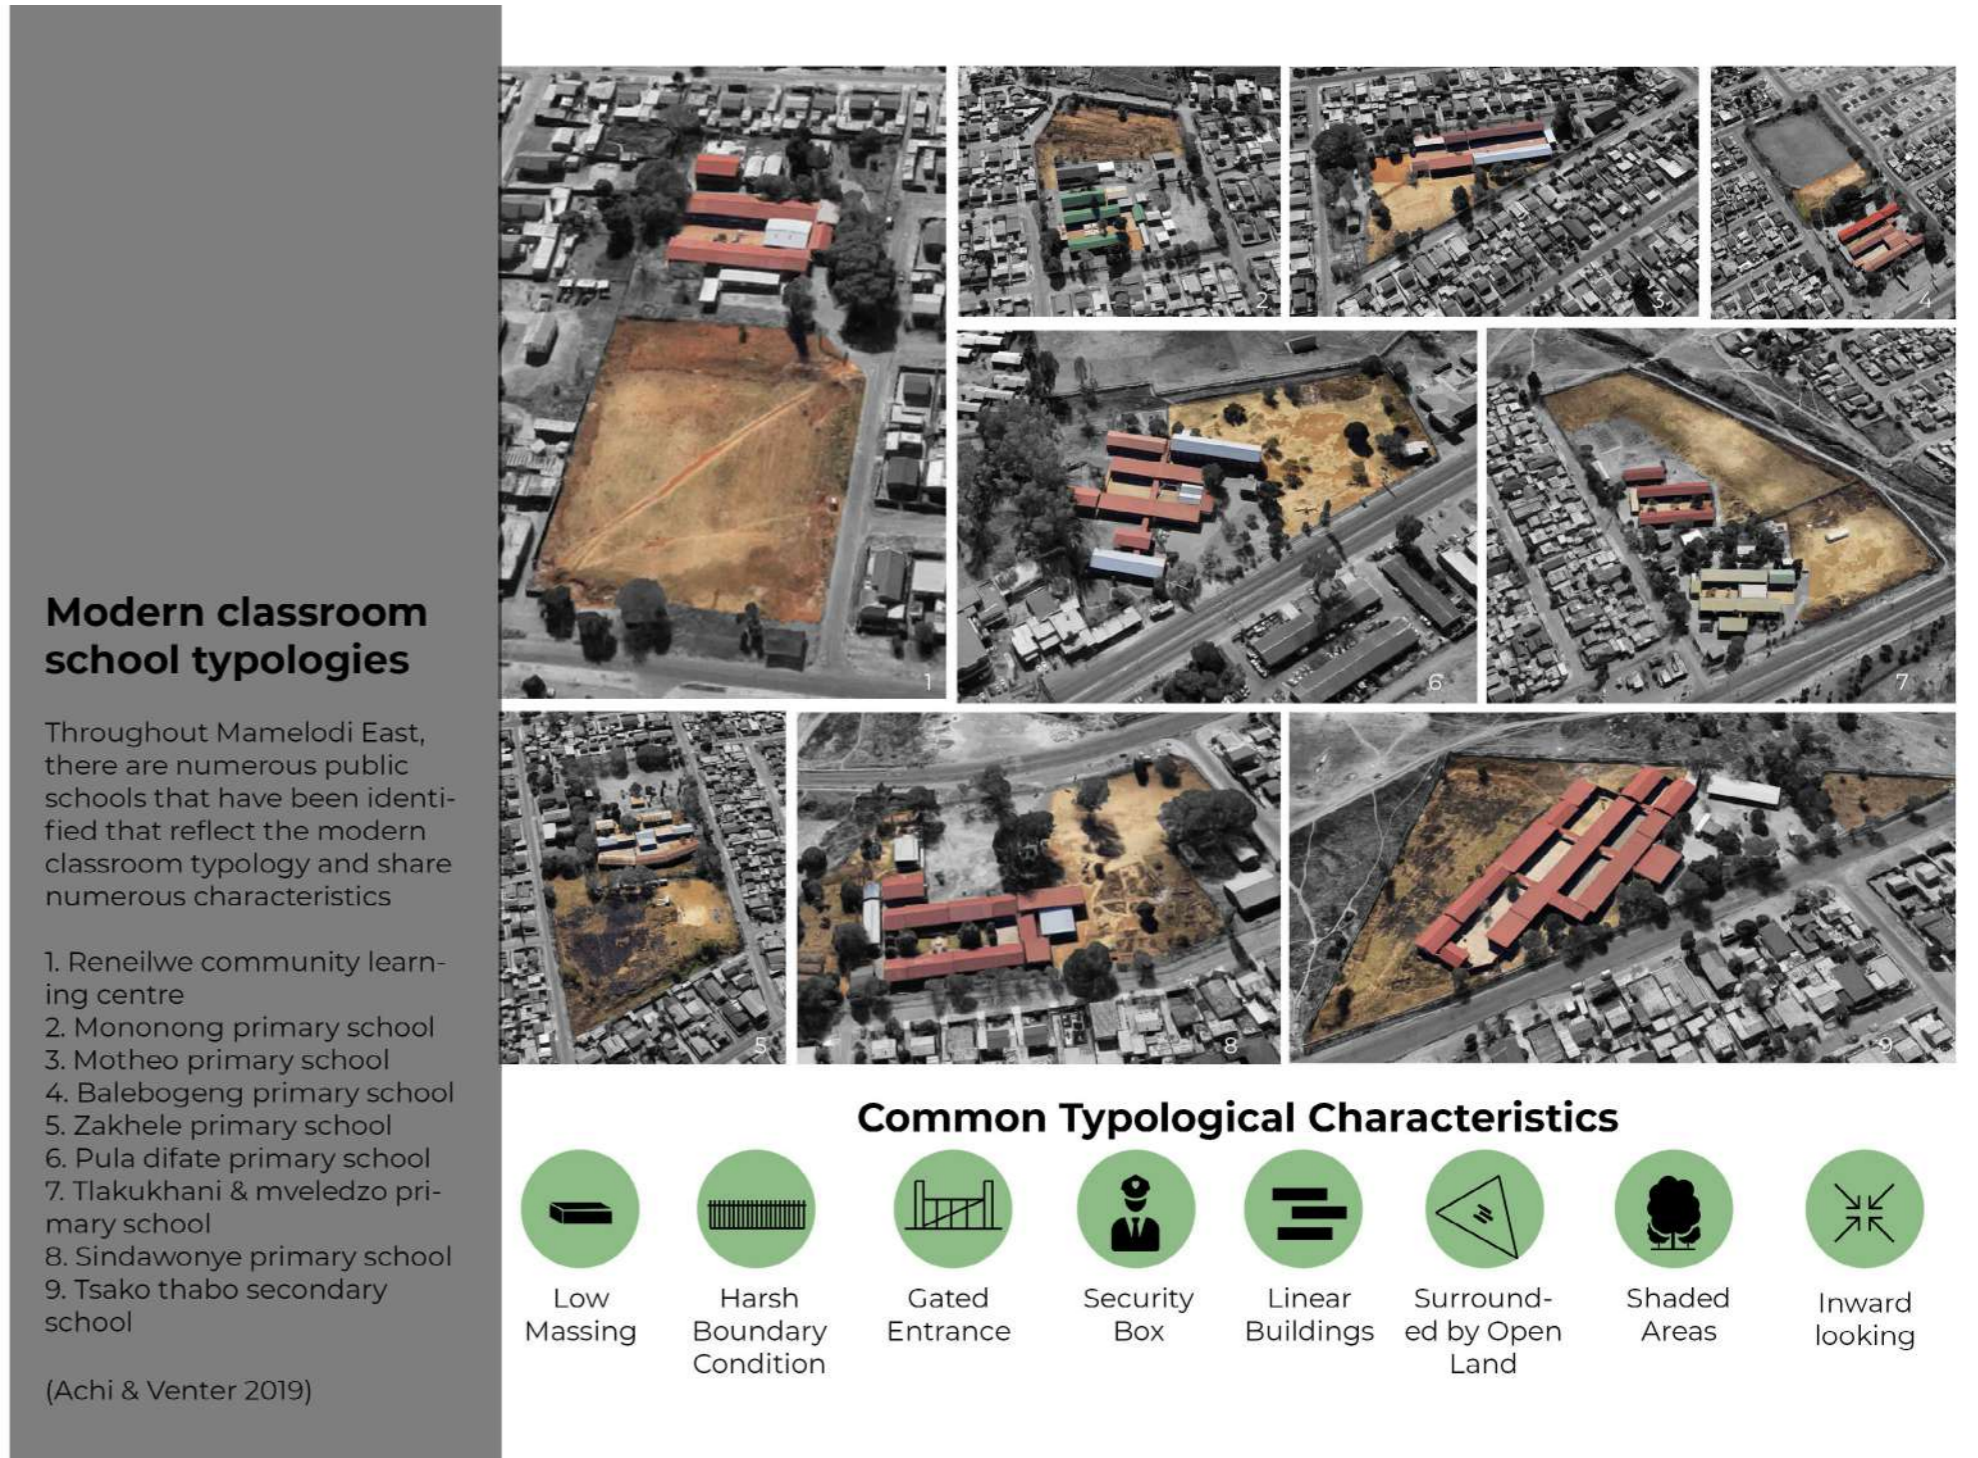 Modern classroom
school typologies
Throughout Mamelodi East,
there are numerous public
schools that have been identi-
fied that reflect the modern
classroom typology and share
numerous characteristics
1. Reneilwe community learn-
ing centre
2. Mononong primary school
3. Motheo primary school
4. Balebogeng primary school
5. Zakhele primary school
6. Pula difate primary school
7. Tlakukhani & mveledzo pri-
mary school
8. Sindawonye primary school
9. Tsako thabo secondary
school
(Achi & Venter 2019)
1
2
3
4
6
7
5
8
9
Common Typological Characteristics
Low
Massing
Harsh
Boundary
Condition
Gated
Entrance
Security
Box
Linear
Buildings
Surround-
ed by Open
Land
Shaded
Areas
Inward
looking